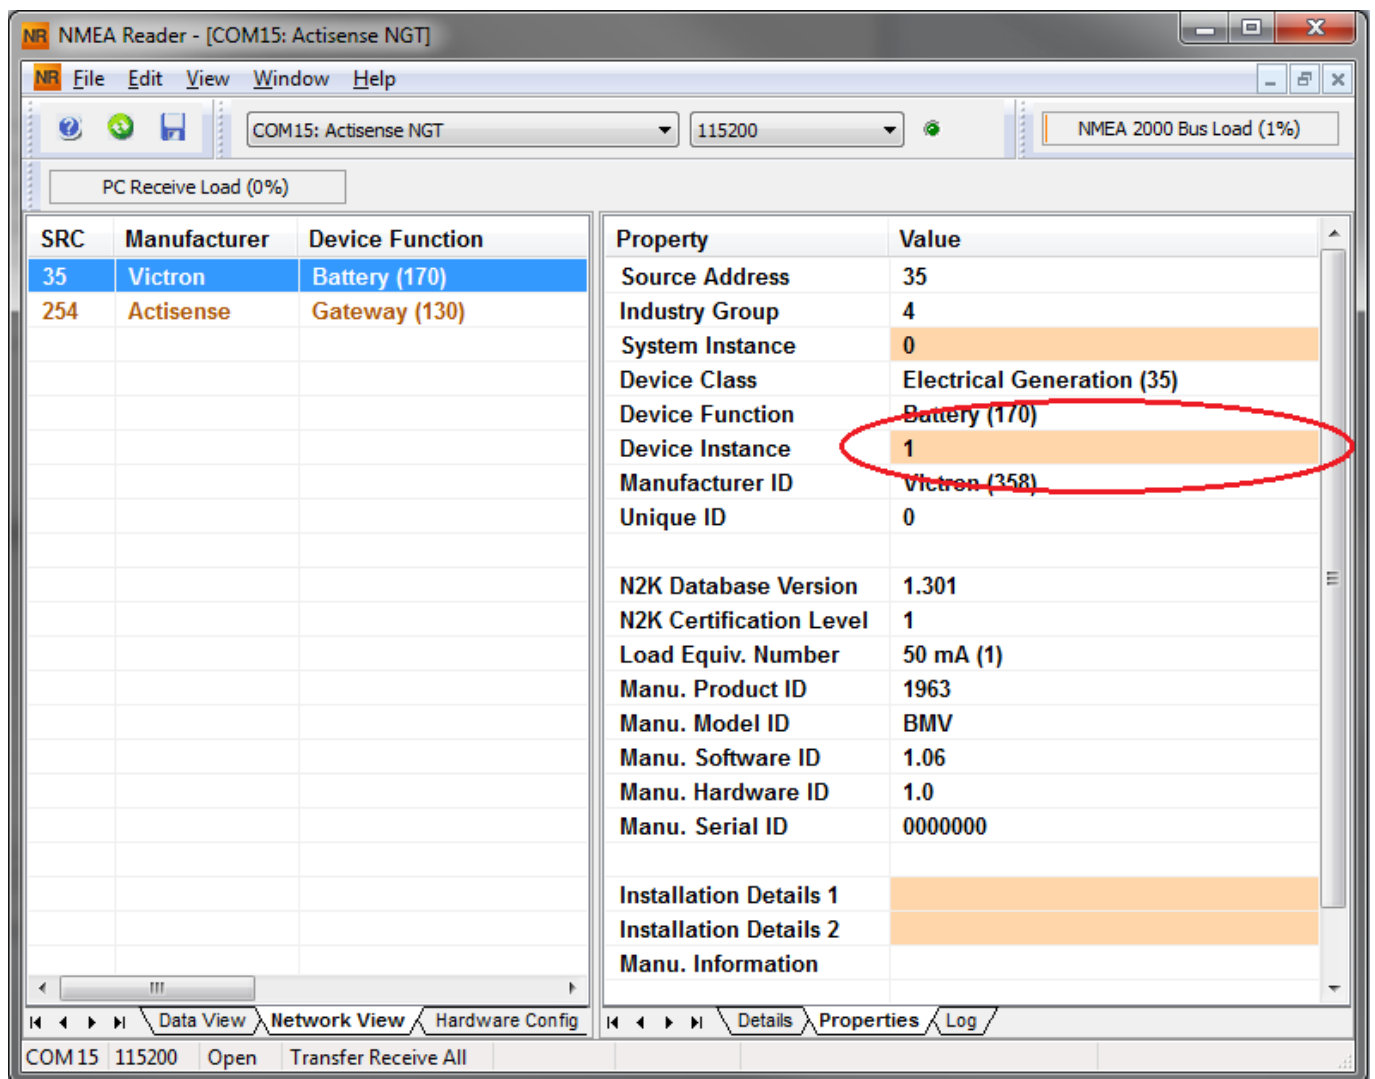 NR NMEA Reader - [COM15: Actisense NGT]
NR File Edit View Window Help
COM15: Actisense NGT 115200 NMEA 2000 Bus Load (1%)
PC Receive Load (0%)
SRC Manufacturer Device Function
35 Victron Battery (170)
254 Actisense Gateway (130)
Property Value
Source Address 35
Industry Group 4
System Instance 0
Device Class Electrical Generation (35)
Device Function Battery (170)
Device Instance 1
Manufacturer ID Victron (358)
Unique ID 0
N2K Database Version 1.301
N2K Certification Level 1
Load Equiv. Number 50 mA (1)
Manu. Product ID 1963
Manu. Model ID BMV
Manu. Software ID 1.06
Manu. Hardware ID 1.0
Manu. Serial ID 0000000
Installation Details 1
Installation Details 2
Manu. Information
Data View Network View Hardware Config
Details Properties Log
COM 15 115200 Open Transfer Receive All